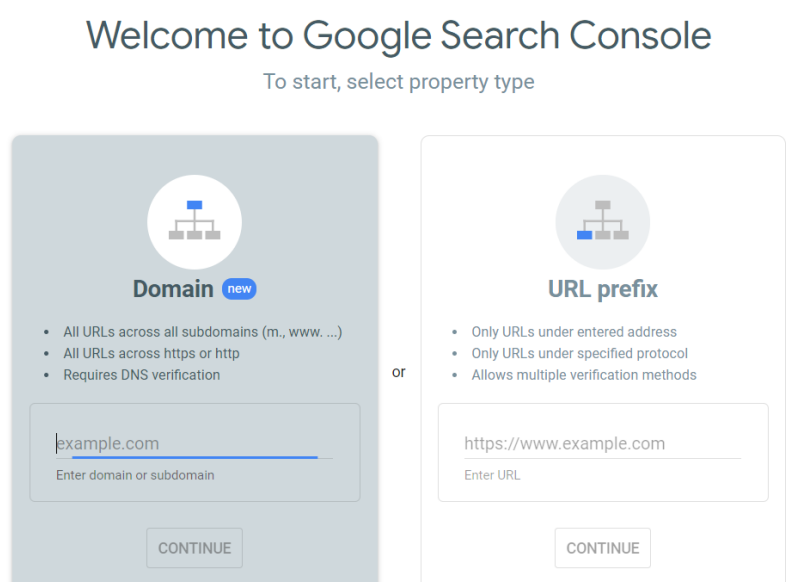 Welcome to Google Search Console
To start, select property type
Domain new
• All URLs across all subdomains (m., www. ...)
• All URLs across https or http
• Requires DNS verification
example.com
Enter domain or subdomain
CONTINUE
or
URL prefix
• Only URLs under entered address
• Only URLs under specified protocol
• Allows multiple verification methods
https://www.example.com
Enter URL
CONTINUE